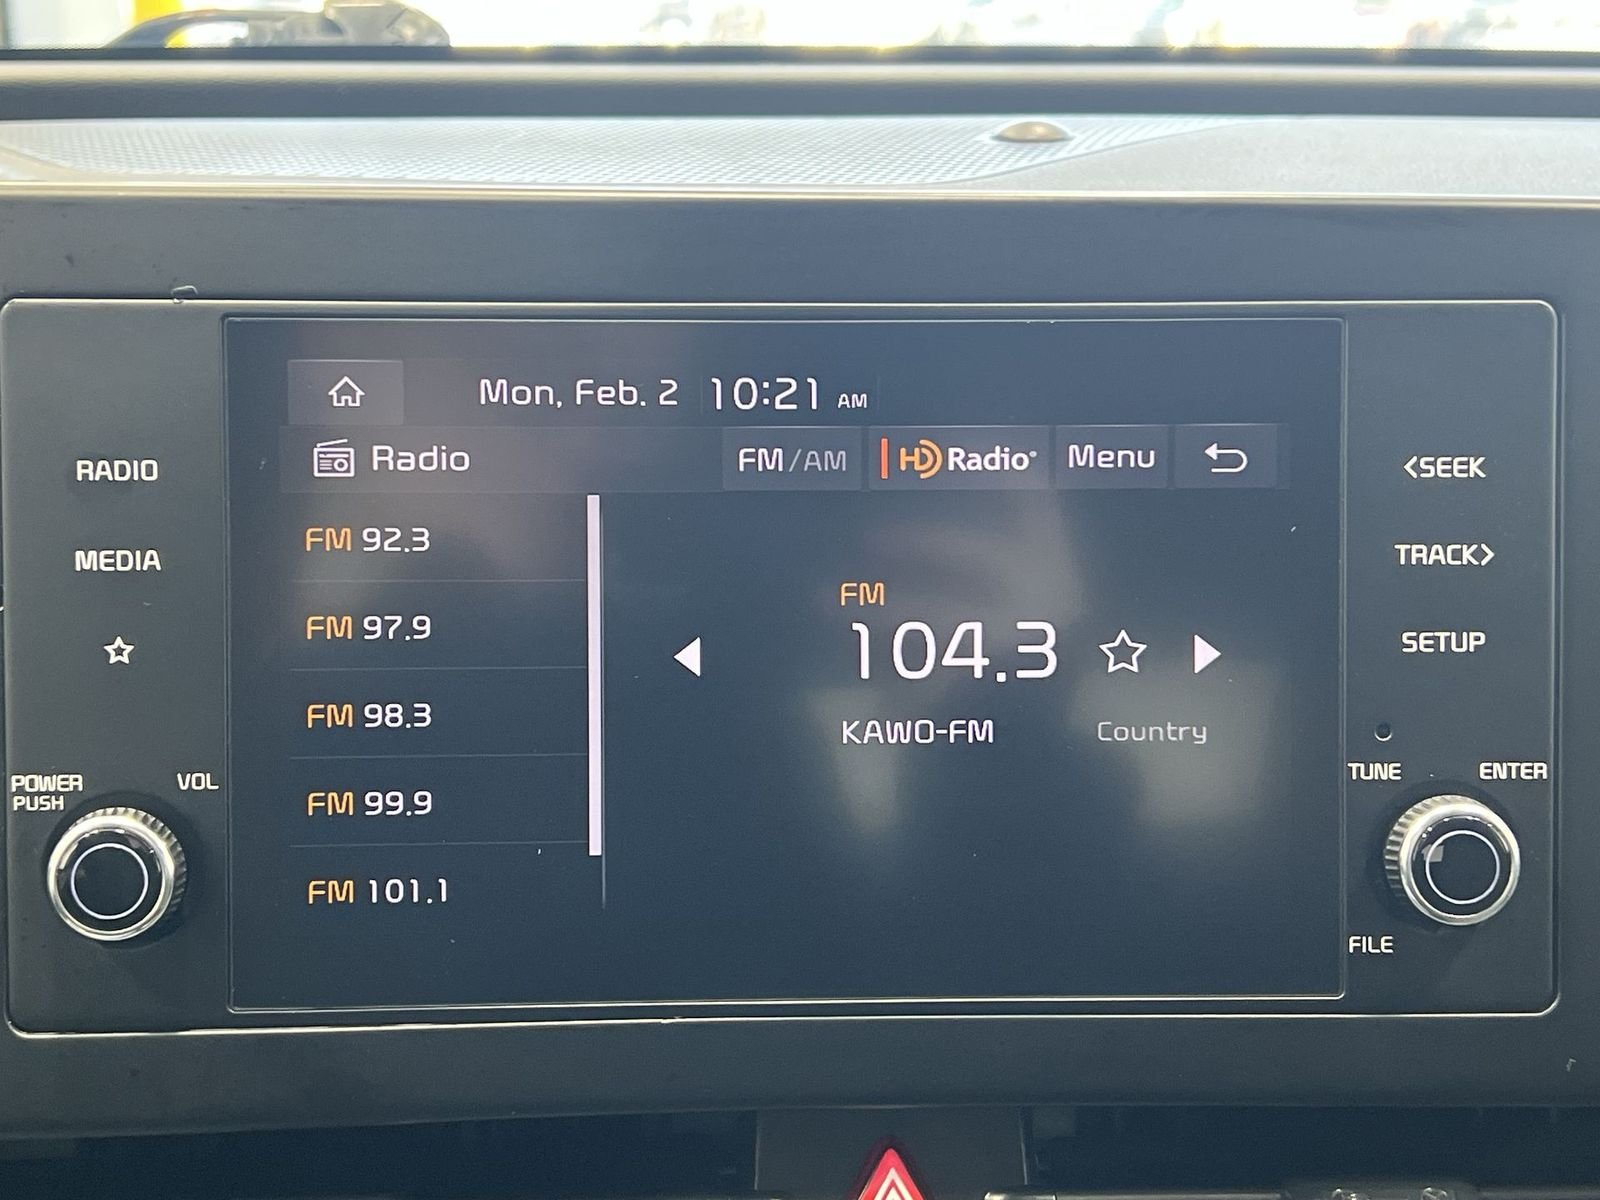 Mon, Feb. 2 10:21 AM
Radio FM/AM HD Radio Menu
RADIO
MEDIA
POWER
PUSH
VOL
FM 92.3
FM 97.9
FM 98.3
FM 99.9
FM 101.1
FM
104.3
KAWO-FM Country
<SEEK
TRACK>
SETUP
TUNE ENTER
FILE